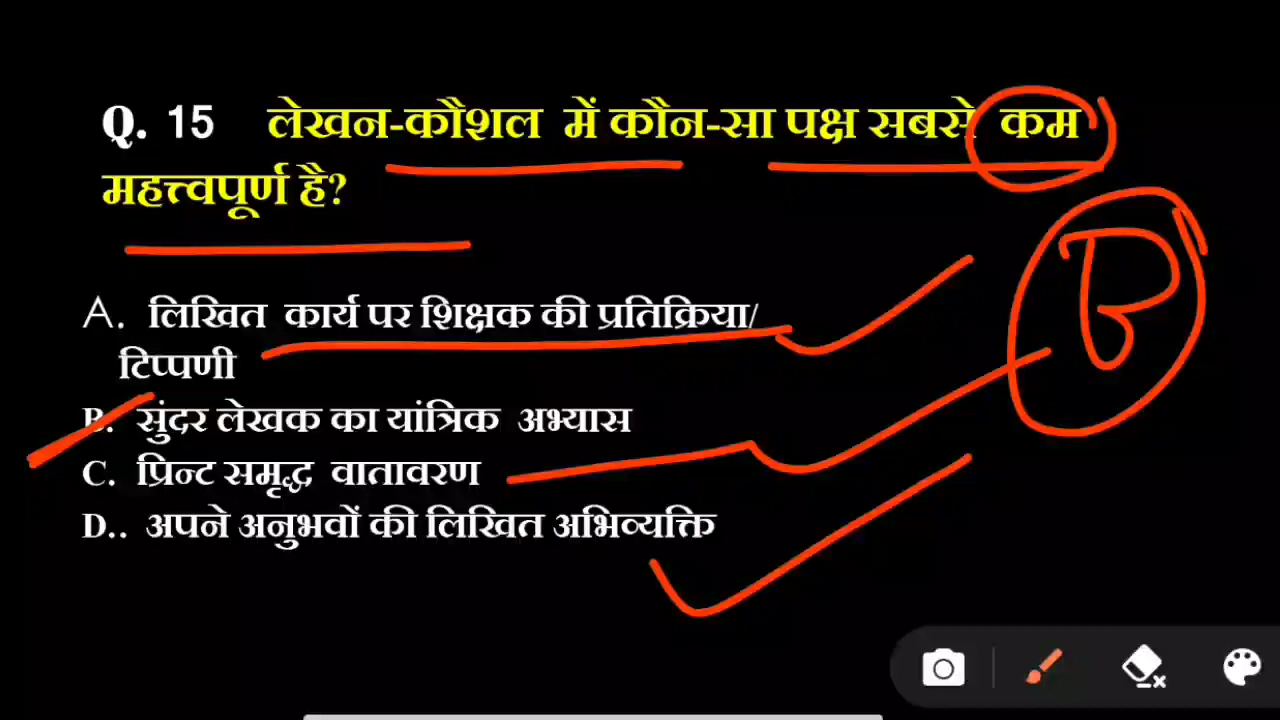 Q. 15 लेखन-कौशल में कौन-सा पक्ष सबसे कम
महत्त्वपूर्ण है?
B
A. लिखित कार्य पर शिक्षक की प्रतिक्रिया/
टिप्पणी
B. सुंदर लेखक का यांत्रिक अभ्यास
C. प्रिन्ट समृद्ध वातावरण
D.. अपने अनुभवों की लिखित अभिव्यक्ति